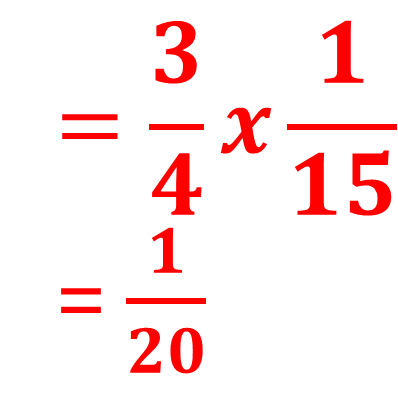 = 3/4 x 1/15
= 1/20